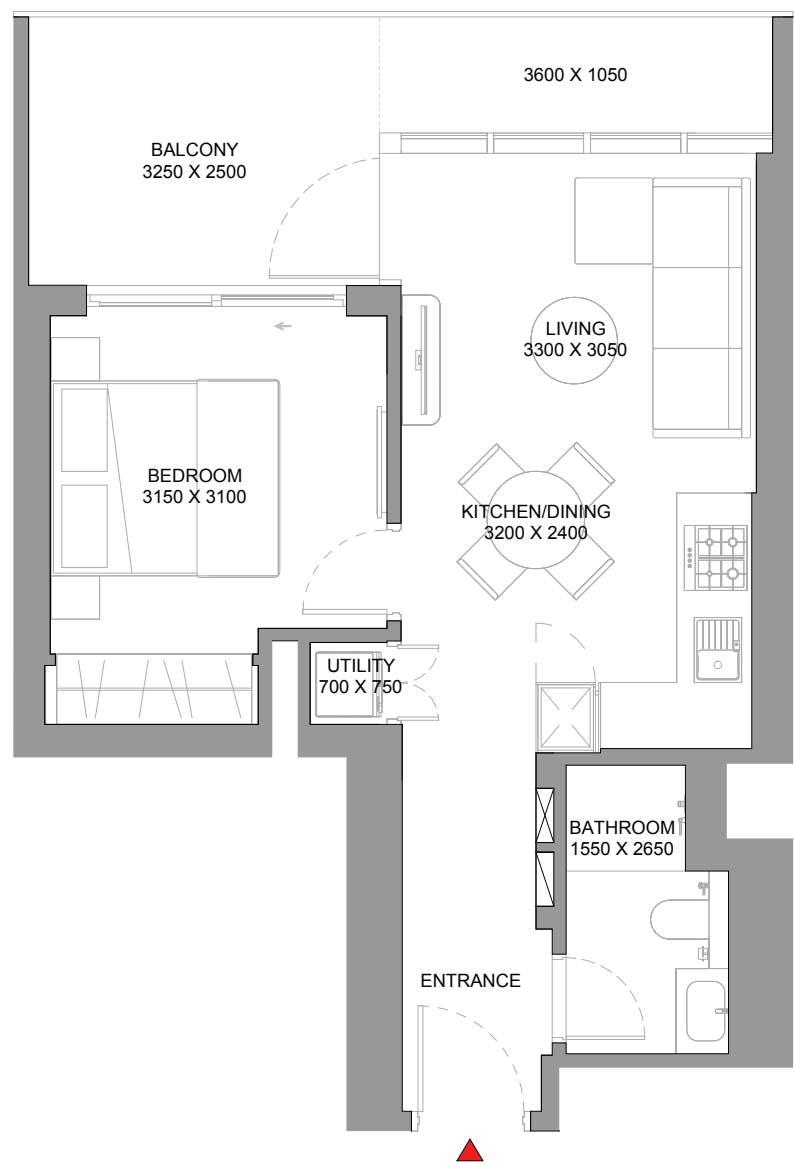 3600 X 1050
BALCONY
3250 X 2500
LIVING
3300 X 3050
BEDROOM
3150 X 3100
KITCHEN/DINING
3200 X 2400
UTILITY
700 X 750
BATHROOM
1550 X 2650
ENTRANCE